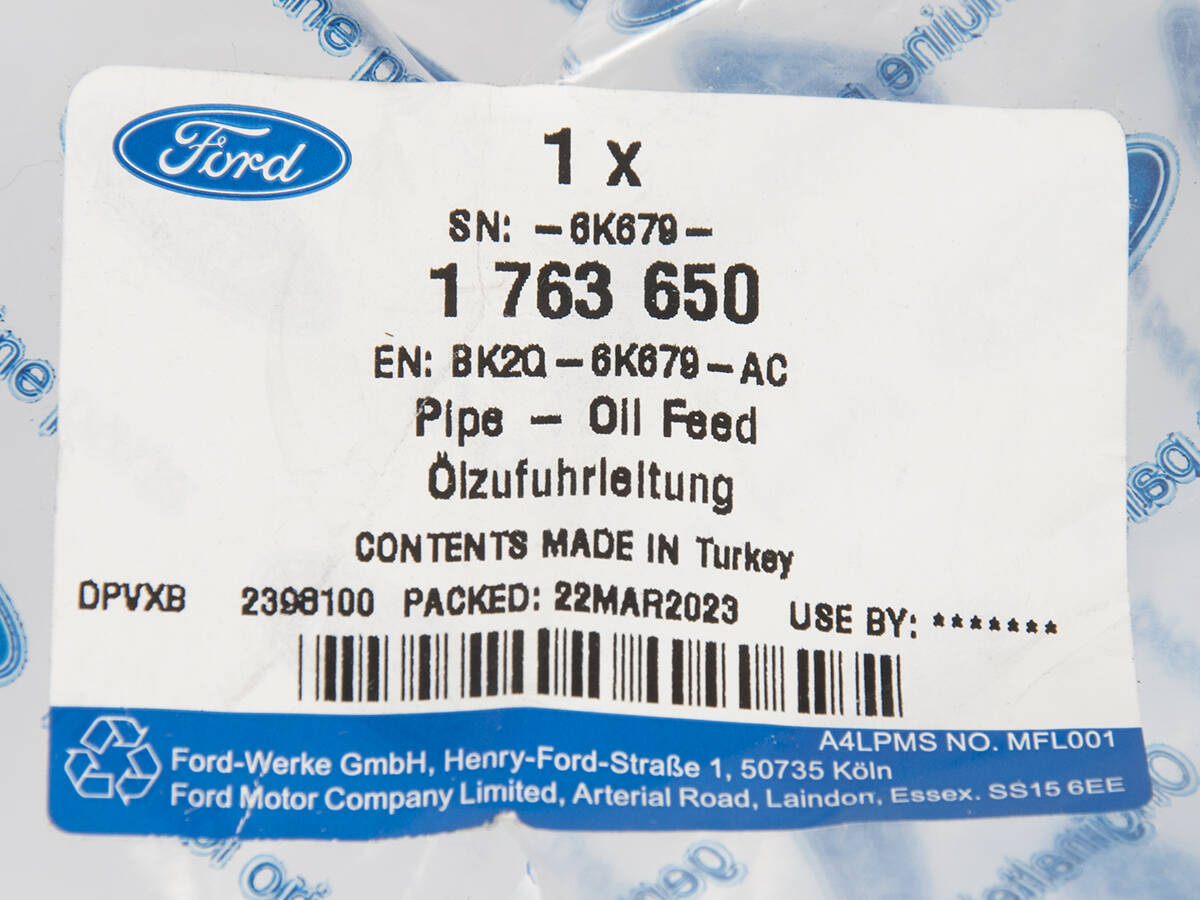 Ford
1 x
SN: -6K679-
1 763 650
EN: BK2Q-6K679-AC
Pipe - Oil Feed
Ölzufuhrleitung
CONTENTS MADE IN Turkey
DPVXB 2398100 PACKED: 22MAR2023 USE BY: *******
A4LPMS NO. MFL001
Ford-Werke GmbH, Henry-Ford-Straße 1, 50735 Köln
Ford Motor Company Limited, Arterial Road, Laindon, Essex. SS15 6EE